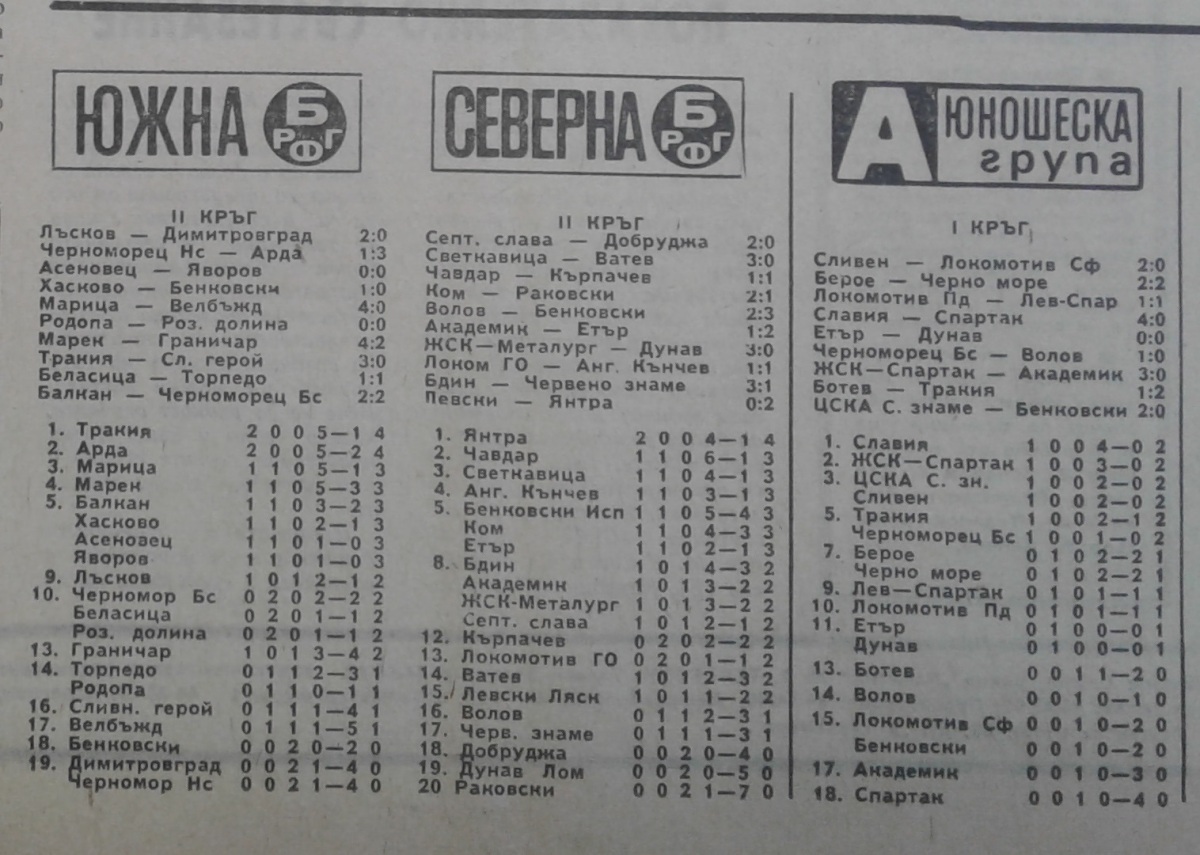 ЮЖНА Б РФГ
II КРЪГ
Лъсков — Димитровград 2:0
Черноморец Нс — Арда 1:3
Асеновец — Яворов 0:0
Хасково — Бенковски 1:0
Марица — Велбъжд 4:0
Родопа — Роз. долина 0:0
Марек — Граничар 4:2
Тракия — Сл. герой 3:0
Беласица — Торпедо 1:1
Балкан — Черноморец Бс 2:2
1. Тракия 2 0 0 5—1 4
2. Арда 2 0 0 5—2 4
3. Марица 1 1 0 5—1 3
4. Марек 1 1 0 5—3 3
5. Балкан 1 1 0 3—2 3
Хасково 1 1 0 2—1 3
Асеновец 1 1 0 1—0 3
Яворов 1 1 0 1—0 3
9. Лъсков 1 0 1 2—1 2
10. Черномор Бс 0 2 0 2—2 2
Беласица 0 2 0 1—1 2
Роз. долина 0 2 0 1—1 2
13. Граничар 1 0 1 3—4 2
14. Торпедо 0 1 1 2—3 1
Родопа 0 1 1 0—1 1
16. Сливн. герой 0 1 1 1—4 1
17. Велбъжд 0 1 1 1—5 1
18. Бенковски 0 0 2 0—2 0
19. Димитровград 0 0 2 1—4 0
Черномор Нс 0 0 2 1—4 0
СЕВЕРНА Б РФГ
II КРЪГ
Септ. слава — Добруджа 2:0
Светкавица — Ватев 3:0
Чавдар — Кърпачев 1:1
Ком — Раковски 2:1
Волов — Бенковски 2:3
Академик — Етър 1:2
ЖСК—Металург — Дунав 3:0
Локом ГО — Анг. Кънчев 1:1
Бдин — Червено знаме 3:1
Певски — Янтра 0:2
1. Янтра 2 0 0 4—1 4
2. Чавдар 1 1 0 6—1 3
3. Светкавица 1 1 0 4—1 3
4. Анг. Кънчев 1 1 0 3—1 3
5. Бенковски Исп 1 1 0 5—4 3
Ком 1 1 0 4—3 3
Етър 1 1 0 2—1 3
8. Бдин 1 0 1 4—3 2
Академик 1 0 1 3—2 2
ЖСК-Металург 1 0 1 3—2 2
Септ. слава 1 0 1 2—1 2
12. Кърпачев 0 2 0 2—2 2
13. Локомотив ГО 0 2 0 1—1 2
14. Ватев 1 0 1 2—3 2
15. Левски Ляск 1 0 1 1—2 2
16. Волов 0 1 1 2—3 1
17. Черв. знаме 0 1 1 1—3 1
18. Добруджа 0 0 2 0—4 0
19. Дунав Лом 0 0 2 0—5 0
20 Раковски 0 0 2 1—7 0
А ЮНОШЕСКА
група
I КРЪГ
Сливен — Локомотив Сф 2:0
Берое — Черно море 2:2
Локомотив Пд — Лев-Спар 1:1
Славия — Спартак 4:0
Етър — Дунав 0:0
Черноморец Бс — Волов 1:0
ЖСК—Спартак — Академик 3:0
Ботев — Тракия 1:2
ЦСКА С. знаме — Бенковски 2:0
1. Славия 1 0 0 4—0 2
2. ЖСК—Спартак 1 0 0 3—0 2
3. ЦСКА С. зн. 1 0 0 2—0 2
Сливен 1 0 0 2—0 2
5. Тракия 1 0 0 2—1 2
Черноморец Бс 1 0 0 1—0 2
7. Берое 0 1 0 2—2 1
Черно море 0 1 0 2—2 1
9. Лев—Спартак 0 1 0 1—1 1
10. Локомотив Пд 0 1 0 1—1 1
11. Етър 0 1 0 0—0 1
Дунав 0 1 0 0—0 1
13. Ботев 0 0 1 1—2 0
14. Волов 0 0 1 0—1 0
15. Локомотив Сф 0 0 1 0—2 0
Бенковски 0 0 1 0—2 0
17. Академик 0 0 1 0—3 0
18. Спартак 0 0 1 0—4 0